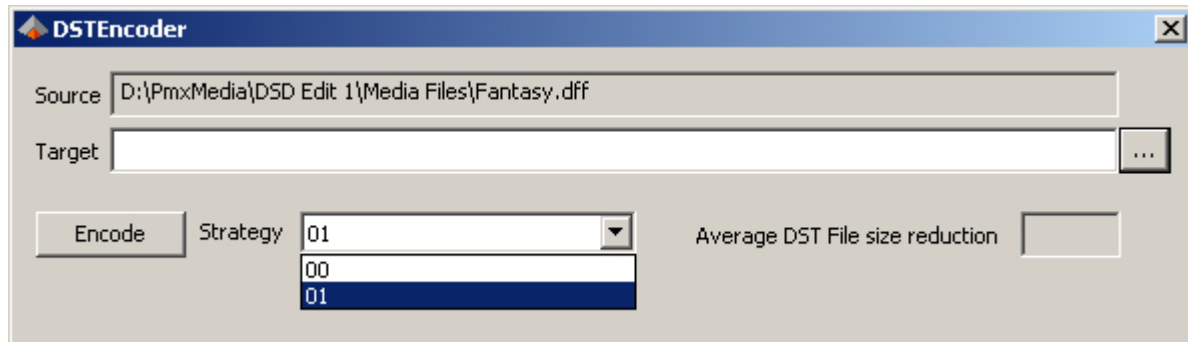 DSTEncoder
Source D:\PmxMedia\DSD Edit 1\Media Files\Fantasy.dff
Target ...
Encode Strategy 01 Average DST File size reduction
00
01